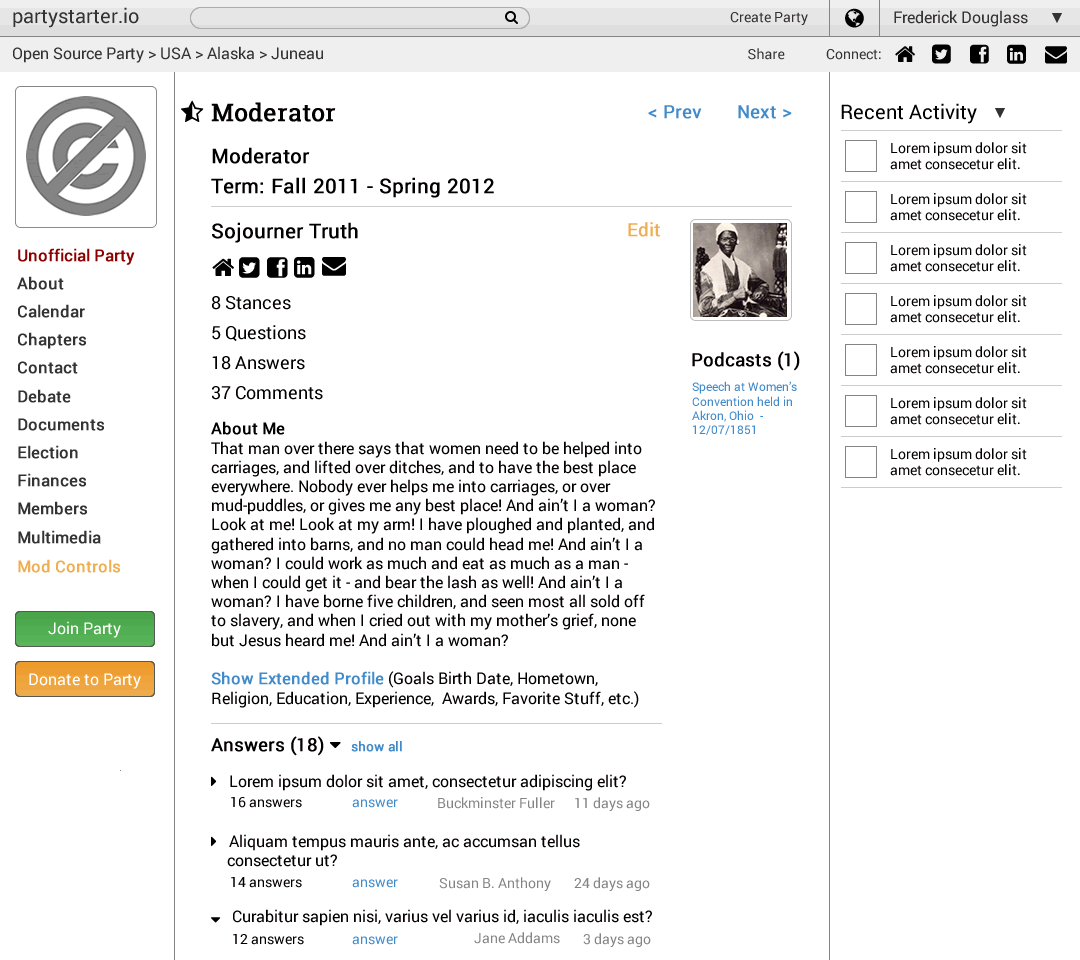 partystarter.io
Create Party
Frederick Douglass
Open Source Party > USA > Alaska > Juneau
Share
Connect:
Unofficial Party
About
Calendar
Chapters
Contact
Debate
Documents
Election
Finances
Members
Multimedia
Mod Controls
Join Party
Donate to Party
Moderator
< Prev
Next >
Moderator
Term: Fall 2011 - Spring 2012
Sojourner Truth
Edit
8 Stances
5 Questions
18 Answers
37 Comments
About Me
That man over there says that women need to be helped into
carriages, and lifted over ditches, and to have the best place
everywhere. Nobody ever helps me into carriages, or over
mud-puddles, or gives me any best place! And ain't I a woman?
Look at me! Look at my arm! I have ploughed and planted, and
gathered into barns, and no man could head me! And ain't I a
woman? I could work as much and eat as much as a man -
when I could get it - and bear the lash as well! And ain't I a
woman? I have borne five children, and seen most all sold off
to slavery, and when I cried out with my mother's grief, none
but Jesus heard me! And ain't I a woman?
Show Extended Profile (Goals Birth Date, Hometown,
Religion, Education, Experience,  Awards, Favorite Stuff, etc.)
Answers (18)
show all
Lorem ipsum dolor sit amet, consectetur adipiscing elit?
16 answers answer Buckminster Fuller 11 days ago
Aliquam tempus mauris ante, ac accumsan tellus
consectetur ut?
14 answers answer Susan B. Anthony 24 days ago
Curabitur sapien nisi, varius vel varius id, iaculis iaculis est?
12 answers answer Jane Addams 3 days ago
Podcasts (1)
Speech at Women's
Convention held in
Akron, Ohio -
12/07/1851
Recent Activity
Lorem ipsum dolor sit
amet consecetur elit.
Lorem ipsum dolor sit
amet consecetur elit.
Lorem ipsum dolor sit
amet consecetur elit.
Lorem ipsum dolor sit
amet consecetur elit.
Lorem ipsum dolor sit
amet consecetur elit.
Lorem ipsum dolor sit
amet consecetur elit.
Lorem ipsum dolor sit
amet consecetur elit.